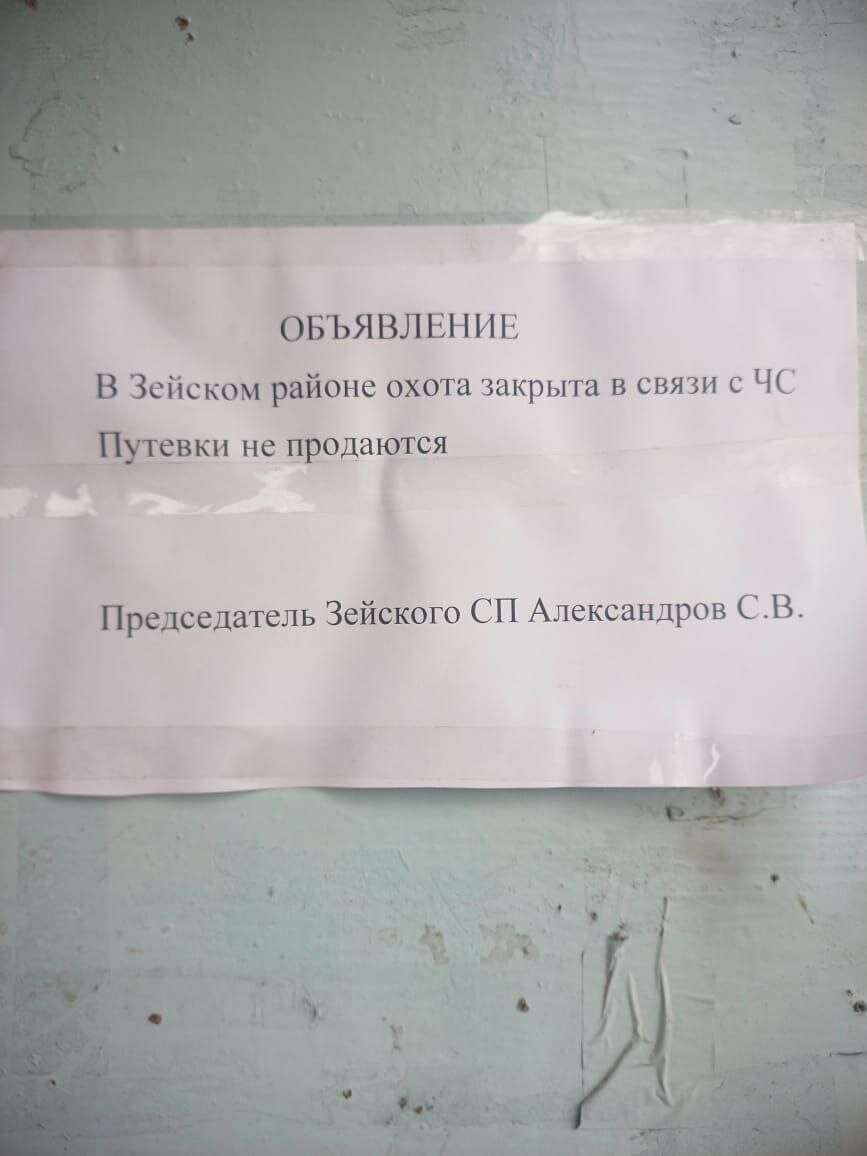 ОБЪЯВЛЕНИЕ
В Зейском районе охота закрыта в связи с ЧС
Путевки не продаются
Председатель Зейского СП Александров С.В.